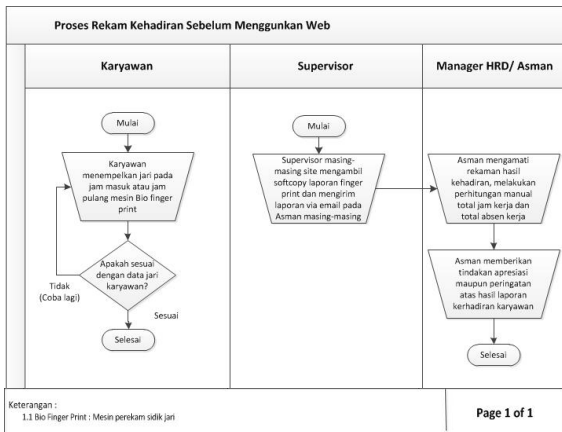 Proses Rekam Kehadiran Sebelum Menggunkan Web
Karyawan
Supervisor
Manager HRD/ Asman
Mulai
Karyawan
menempelkan jari pada
jam masuk atau jam
pulang mesin Bio finger
print
Apakah sesuai
dengan data jari
karyawan?
Tidak
(Coba lagi)
Sesuai
Selesai
Mulai
Supervisor masing-
masing site mengambil
softcopy laporan finger
print dan mengirim
laporan via email pada
Asman masing-masing
Asman mengamati
rekaman hasil
kehadiran, melakukan
perhitungan manual
total jam kerja dan
total absen kerja
Asman memberikan
tindakan apresiasi
maupun peringatan
atas hasil laporan
kerhadiran karyawan
Selesai
Keterangan :
1.1 Bio Finger Print : Mesin perekam sidik jari
Page 1 of 1